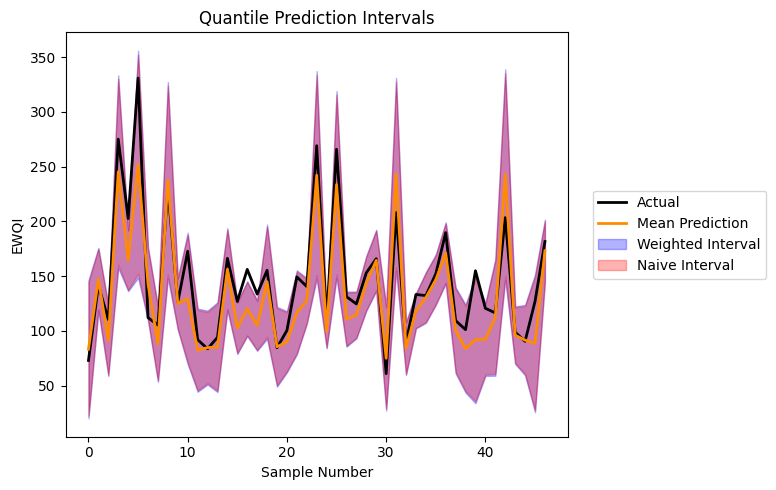 Quantile Prediction Intervals
350
300
250
200
150
100
50
EWQI
0
10
20
30
40
Sample Number
Actual
Mean Prediction
Weighted Interval
Naive Interval